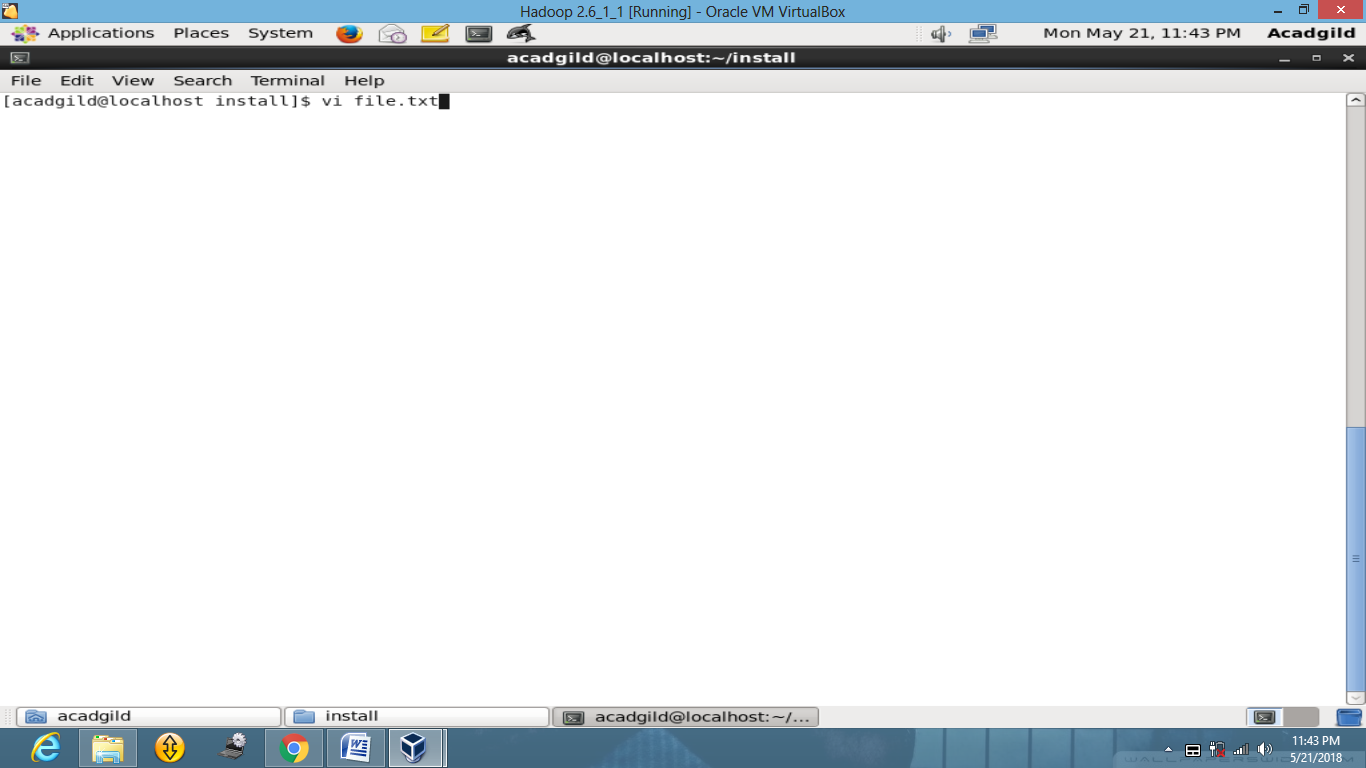 Hadoop 2.6_1_1 [Running] - Oracle VM VirtualBox
Applications Places System Mon May 21, 11:43 PM Acadgild
acadgild@localhost:~/install
File Edit View Search Terminal Help
[acadgild@localhost install]$ vi file.txt
acadgild install acadgild@localhost:~/...
11:43 PM
5/21/2018